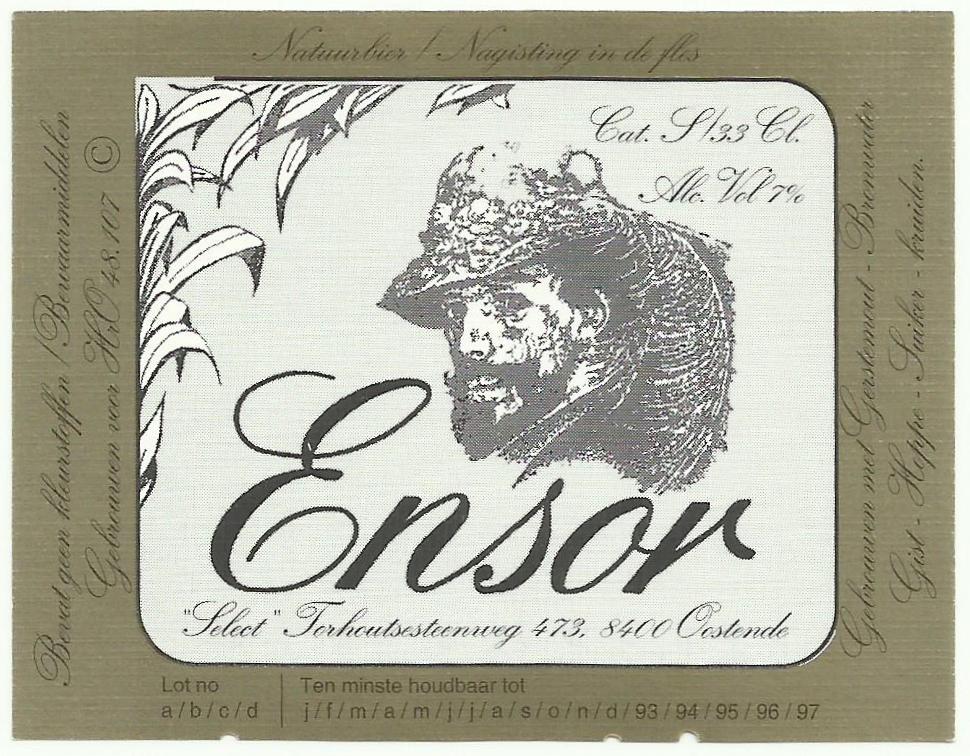 Natuurbier / Nagisting in de fles
Bevat geen kleurstoffen / Bewaarmiddelen
Gebrouwen voor HrO 48.107 ©
Cat. S/33 Cl.
Alc. Vol 7%
Ensor
"Select" Torhoutsesteenweg 473, 8400 Oostende
Gebrouwen met Gerstemout - Bronwater
Gist - Hoppe - Suiker - kruiden.
Lot no
a/b/c/d
Ten minste houdbaar tot
j/f/m/a/m/j/j/a/s/o/n/d/93/94/95/96/97